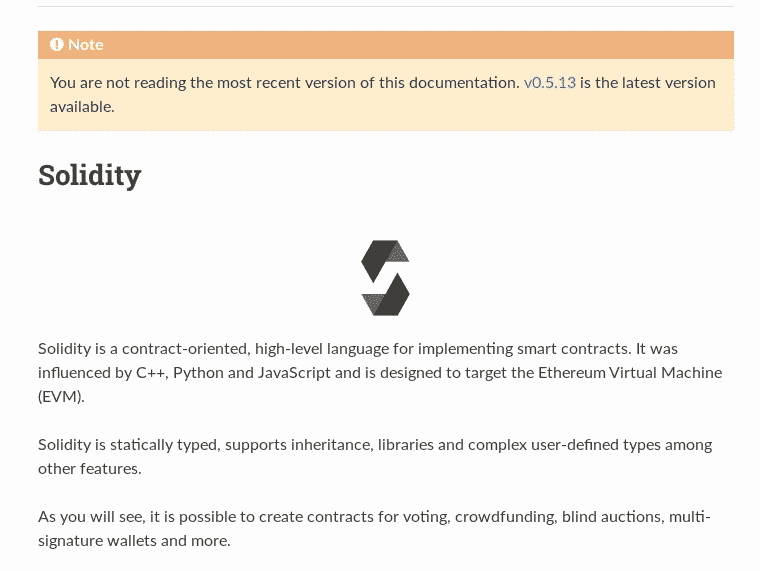 Note
You are not reading the most recent version of this documentation. v0.5.13 is the latest version
available.
Solidity
Solidity is a contract-oriented, high-level language for implementing smart contracts. It was
influenced by C++, Python and JavaScript and is designed to target the Ethereum Virtual Machine
(EVM).
Solidity is statically typed, supports inheritance, libraries and complex user-defined types among
other features.
As you will see, it is possible to create contracts for voting, crowdfunding, blind auctions, multi-
signature wallets and more.